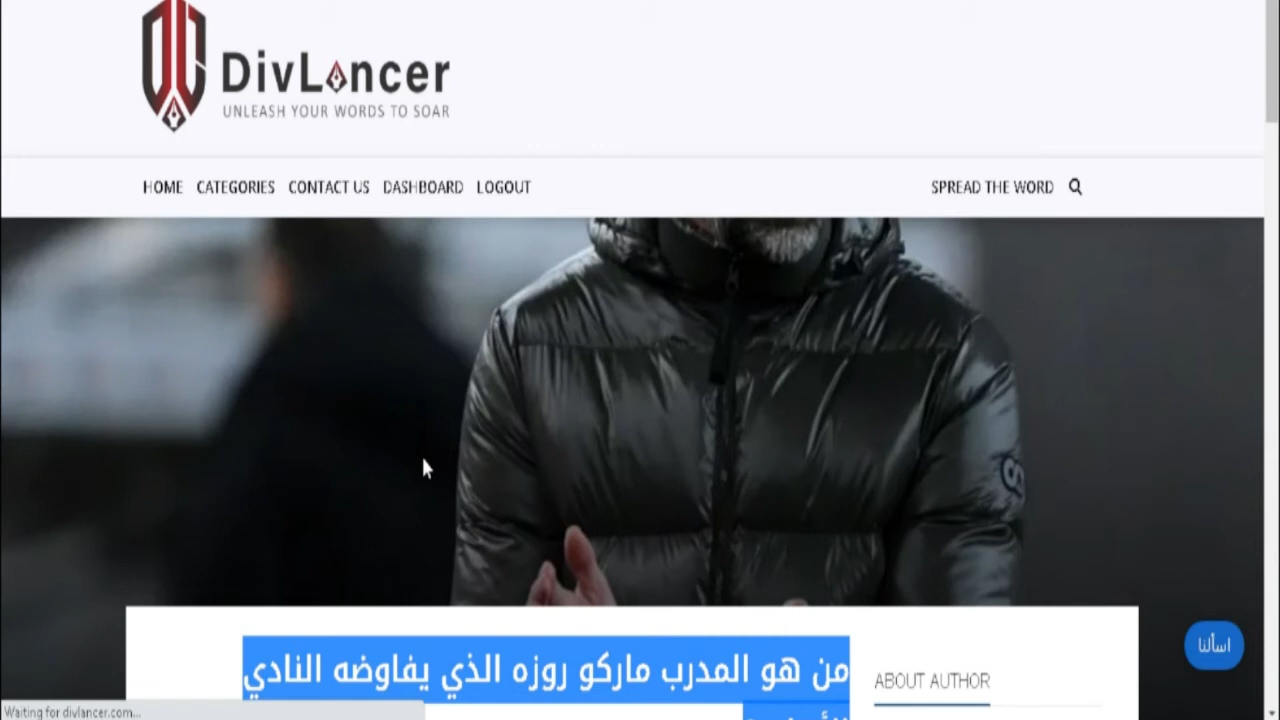 DivLancer
UNLEASH YOUR WORDS TO SOAR
HOME CATEGORIES CONTACT US DASHBOARD LOGOUT
SPREAD THE WORD
من هو المدرب ماركو روزه الذي يفاوضه النادي
ABOUT AUTHOR
اسألنا
Waiting for divlancer.com...